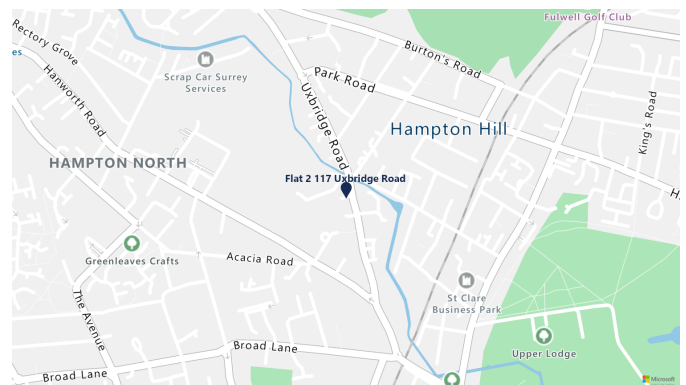 Fulwell Golf Club
Rectory Grove
es
Burton's Road
Scrap Car Surrey
Services
Park Road
Hanworth Road
Uxbridge Road
King's Road
Hampton Hill
HAMPTON NORTH
Flat 2 117 Uxbridge Road
H
Acacia Road
Greenleaves Crafts
St Clare
Business Park
The Avenue
Broad Lane
Upper Lodge
Broad Lane
Microsoft